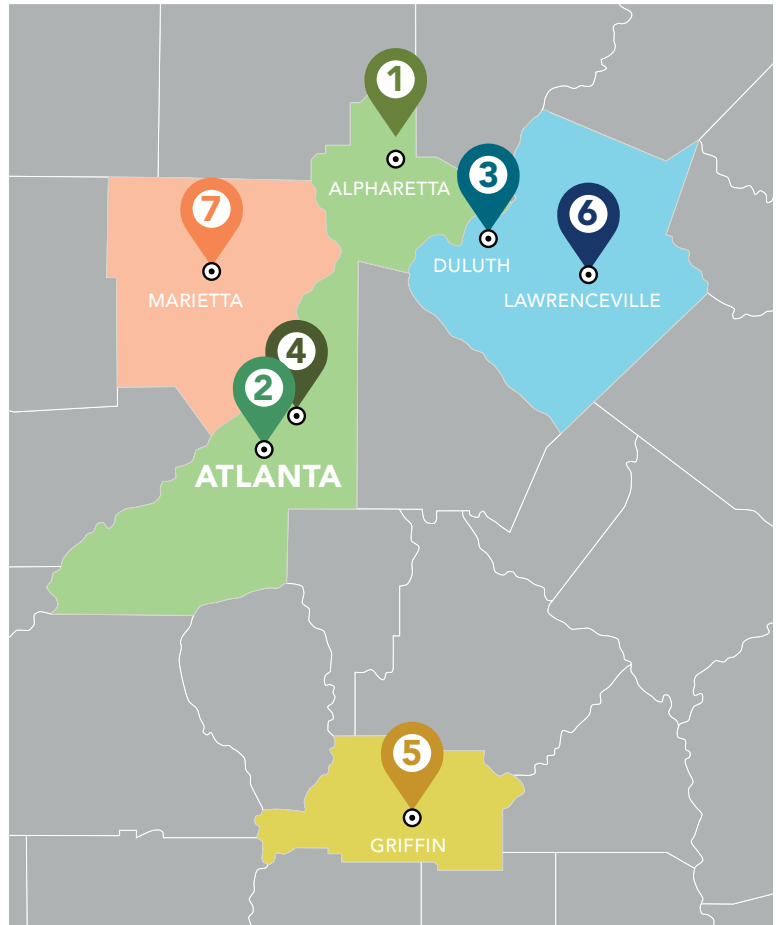 1
ALPHARETTA
3
DULUTH
6
LAWRENCEVILLE
7
MARIETTA
4
2
ATLANTA
5
GRIFFIN